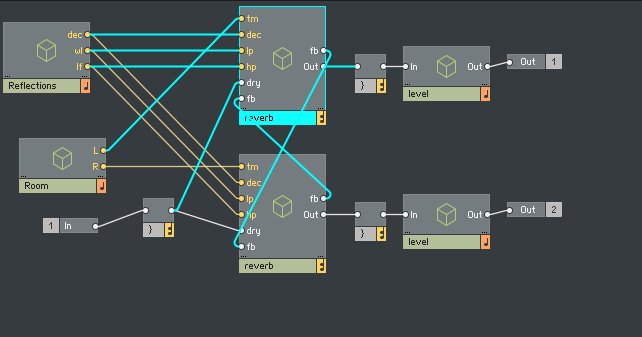 dec
wl
lf
...
...
Reflections
tm
dec
lp
hp
dry
fb
fb
Out
...
reverb
}
In
Out
...
...
level
Out 1
L
R
...
...
Room
1 In
}
tm
dec
lp
hp
dry
fb
fb
Out
...
reverb
}
In
Out
...
...
level
Out 2